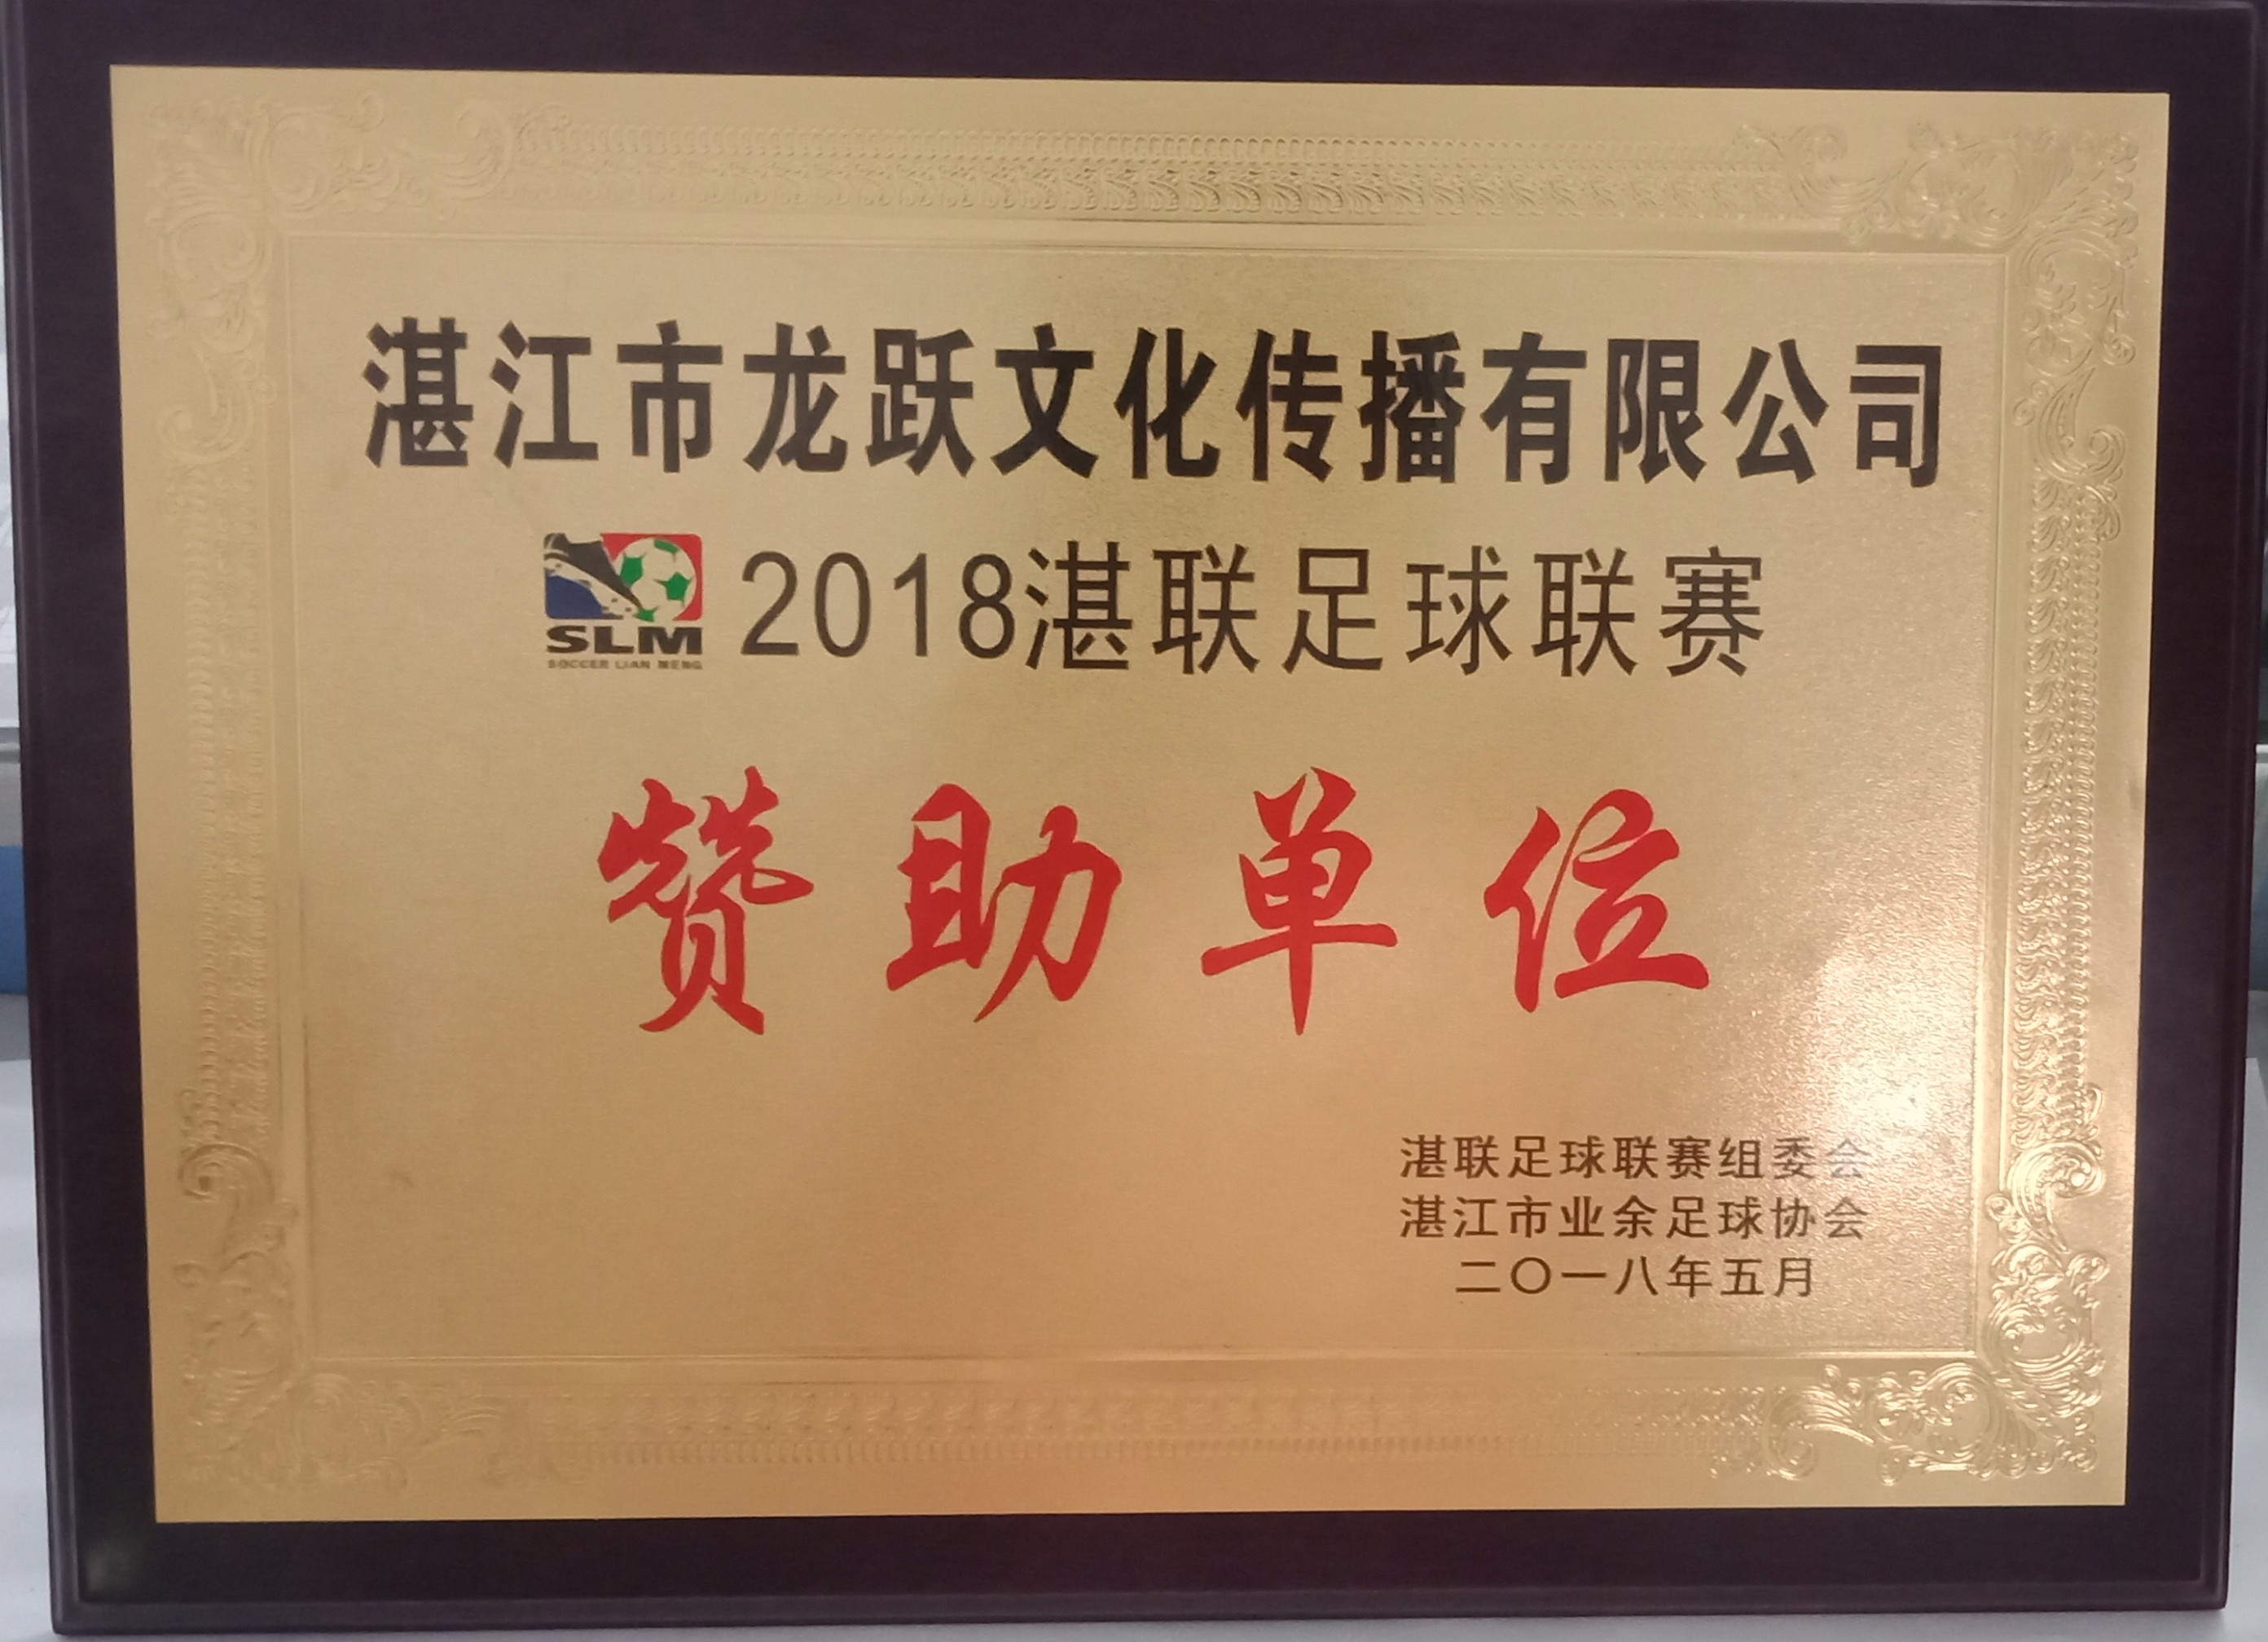 湛江市龙跃文化传播有限公司
SLM
SOCCER LIAN MENG
2018湛联足球联赛
赞助单位
湛联足球联赛组委会
湛江市业余足球协会
二〇一八年五月